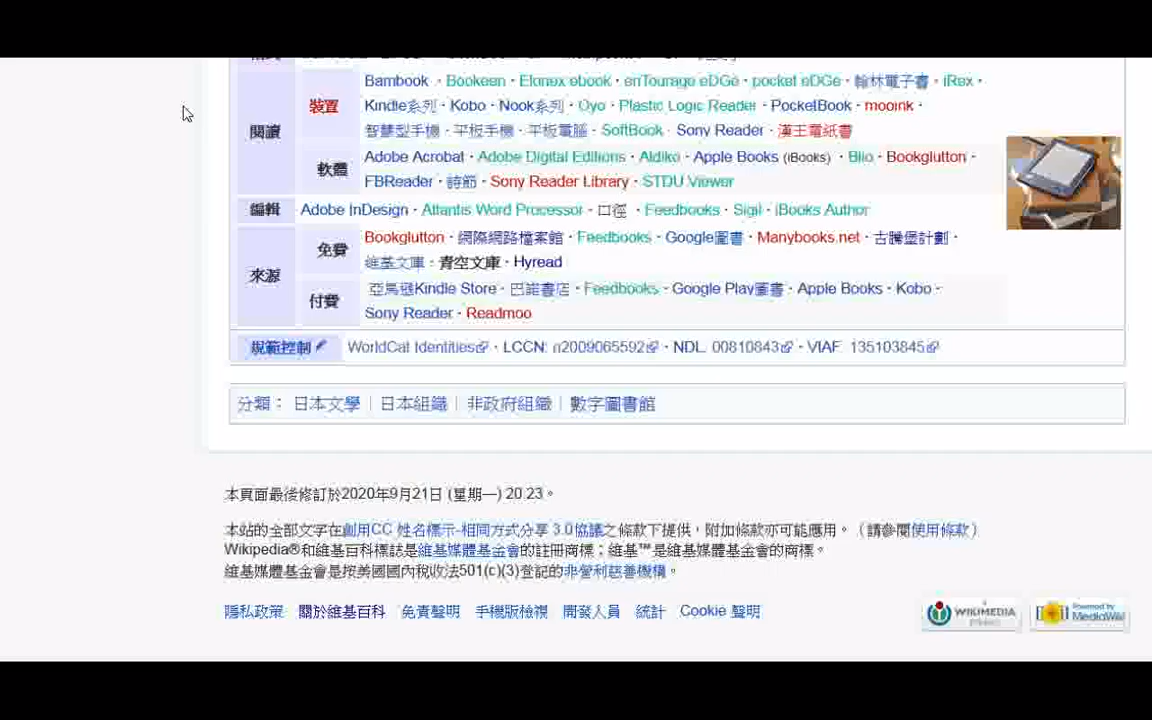 閱讀
裝置
Bambook · Bookeen · Elonex ebook · enTourage eDGe · pocket eDGe · 翰林電子書 · iRex ·
Kindle系列 · Kobo · Nook系列 · Oyo · Plastic Logic Reader · PocketBook · mooink ·
智慧型手機 · 平板手機 · 平板電腦 · SoftBook · Sony Reader · 漢王電紙書
軟體
Adobe Acrobat · Adobe Digital Editions · Aldiko · Apple Books (iBooks) · Blio · Bookglutton ·
FBReader · 詩節 · Sony Reader Library · STDU Viewer
編輯
Adobe InDesign · Atlantis Word Processor · 口徑 · Feedbooks · Sigil · iBooks Author
來源
免費
Bookglutton · 網際網路檔案館 · Feedbooks · Google圖書 · Manybooks.net · 古騰堡計劃 ·
維基文庫 · 青空文庫 · Hyread
付費
亞馬遜Kindle Store · 巴諾書店 · Feedbooks · Google Play圖書 · Apple Books · Kobo ·
Sony Reader · Readmoo
規範控制
WorldCat Identities · LCCN: n2009065592 · NDL: 00810843 · VIAF: 135103845
分類： 日本文學 | 日本組織 | 非政府組織 | 數字圖書館
本頁面最後修訂於2020年9月21日 (星期一) 20:23。
本站的全部文字在創用CC 姓名標示-相同方式分享 3.0協議之條款下提供，附加條款亦可能應用。（請參閱使用條款）
Wikipedia®和維基百科標誌是維基媒體基金會的註冊商標；維基™是維基媒體基金會的商標。
維基媒體基金會是按美國國內稅收法501(c)(3)登記的非營利慈善機構。
隱私政策 關於維基百科 免責聲明 手機版檢視 開發人員 統計 Cookie 聲明
WIKIMEDIA
Powered by
MediaWiki